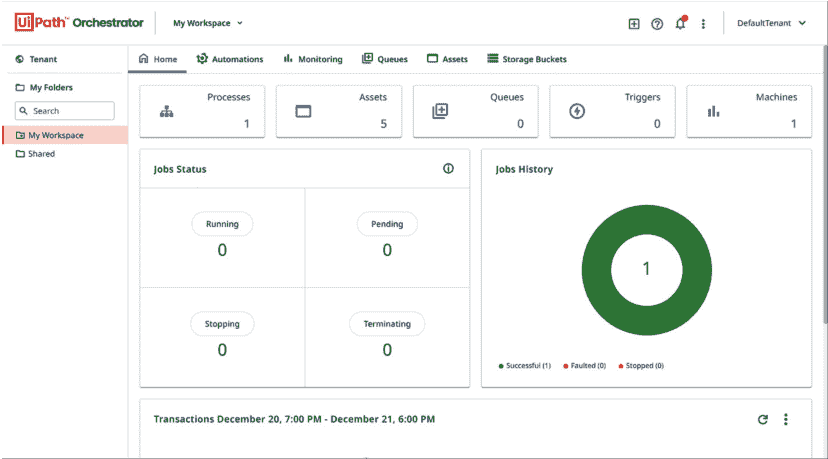 UiPath™ Orchestrator
My Workspace
DefaultTenant
Tenant
My Folders
Search
My Workspace
Shared
Home Automations Monitoring Queues Assets Storage Buckets
Processes
1
Assets
5
Queues
0
Triggers
0
Machines
1
Jobs Status
Running
0
Pending
0
Stopping
0
Terminating
0
Jobs History
1
Successful (1) Faulted (0) Stopped (0)
Transactions December 20, 7:00 PM - December 21, 6:00 PM